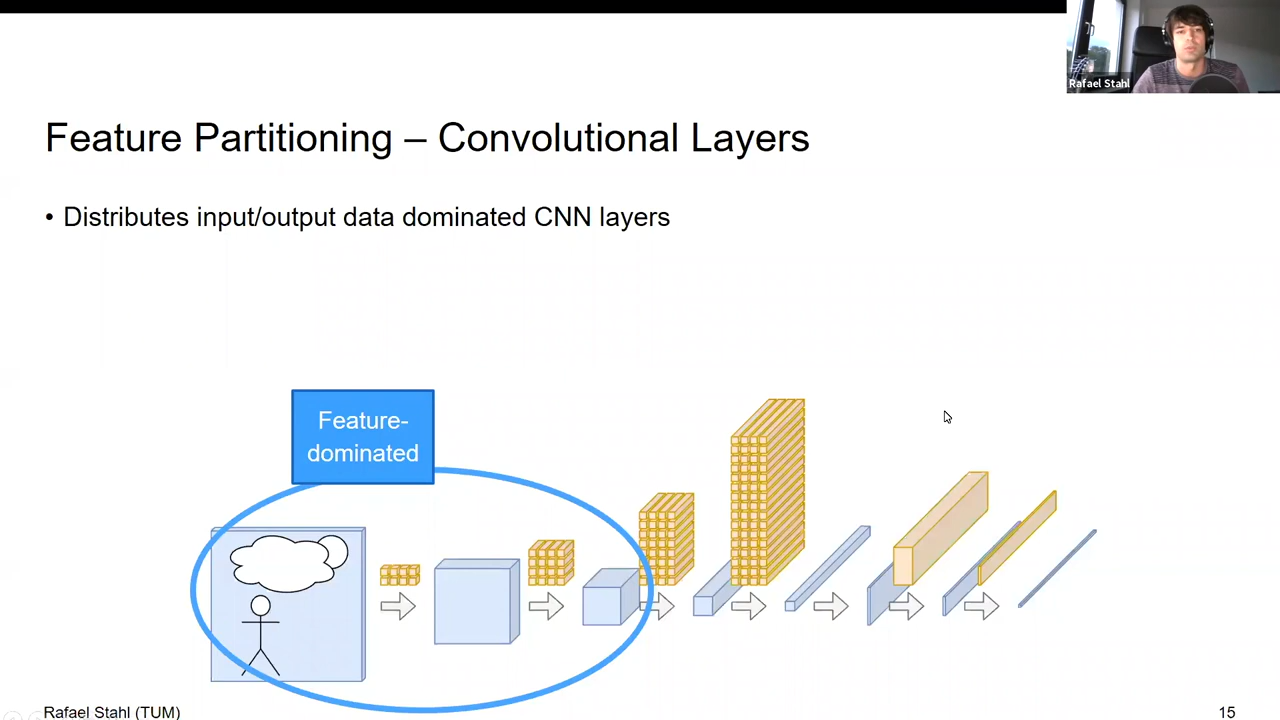 Rafael Stahl
Feature Partitioning – Convolutional Layers
• Distributes input/output data dominated CNN layers
Feature-
dominated
Rafael Stahl (TUM)
15